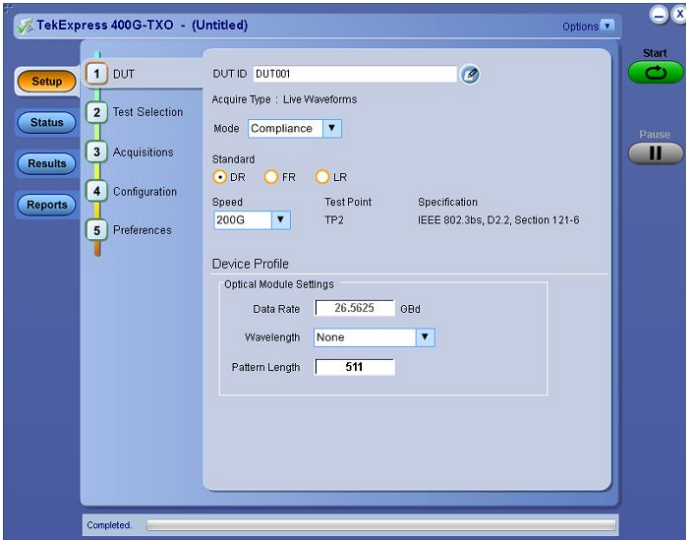 TekExpress 400G-TXO - (Untitled)
Options
Start
Pause
Setup
Status
Results
Reports
1 DUT
2 Test Selection
3 Acquisitions
4 Configuration
5 Preferences
DUT ID DUT001
Acquire Type : Live Waveforms
Mode Compliance
Standard
DR FR LR
Speed Test Point Specification
200G TP2 IEEE 802.3bs, D2.2, Section 121-6
Device Profile
Optical Module Settings
Data Rate 26.5625 GBd
Wavelength None
Pattern Length 511
Completed.